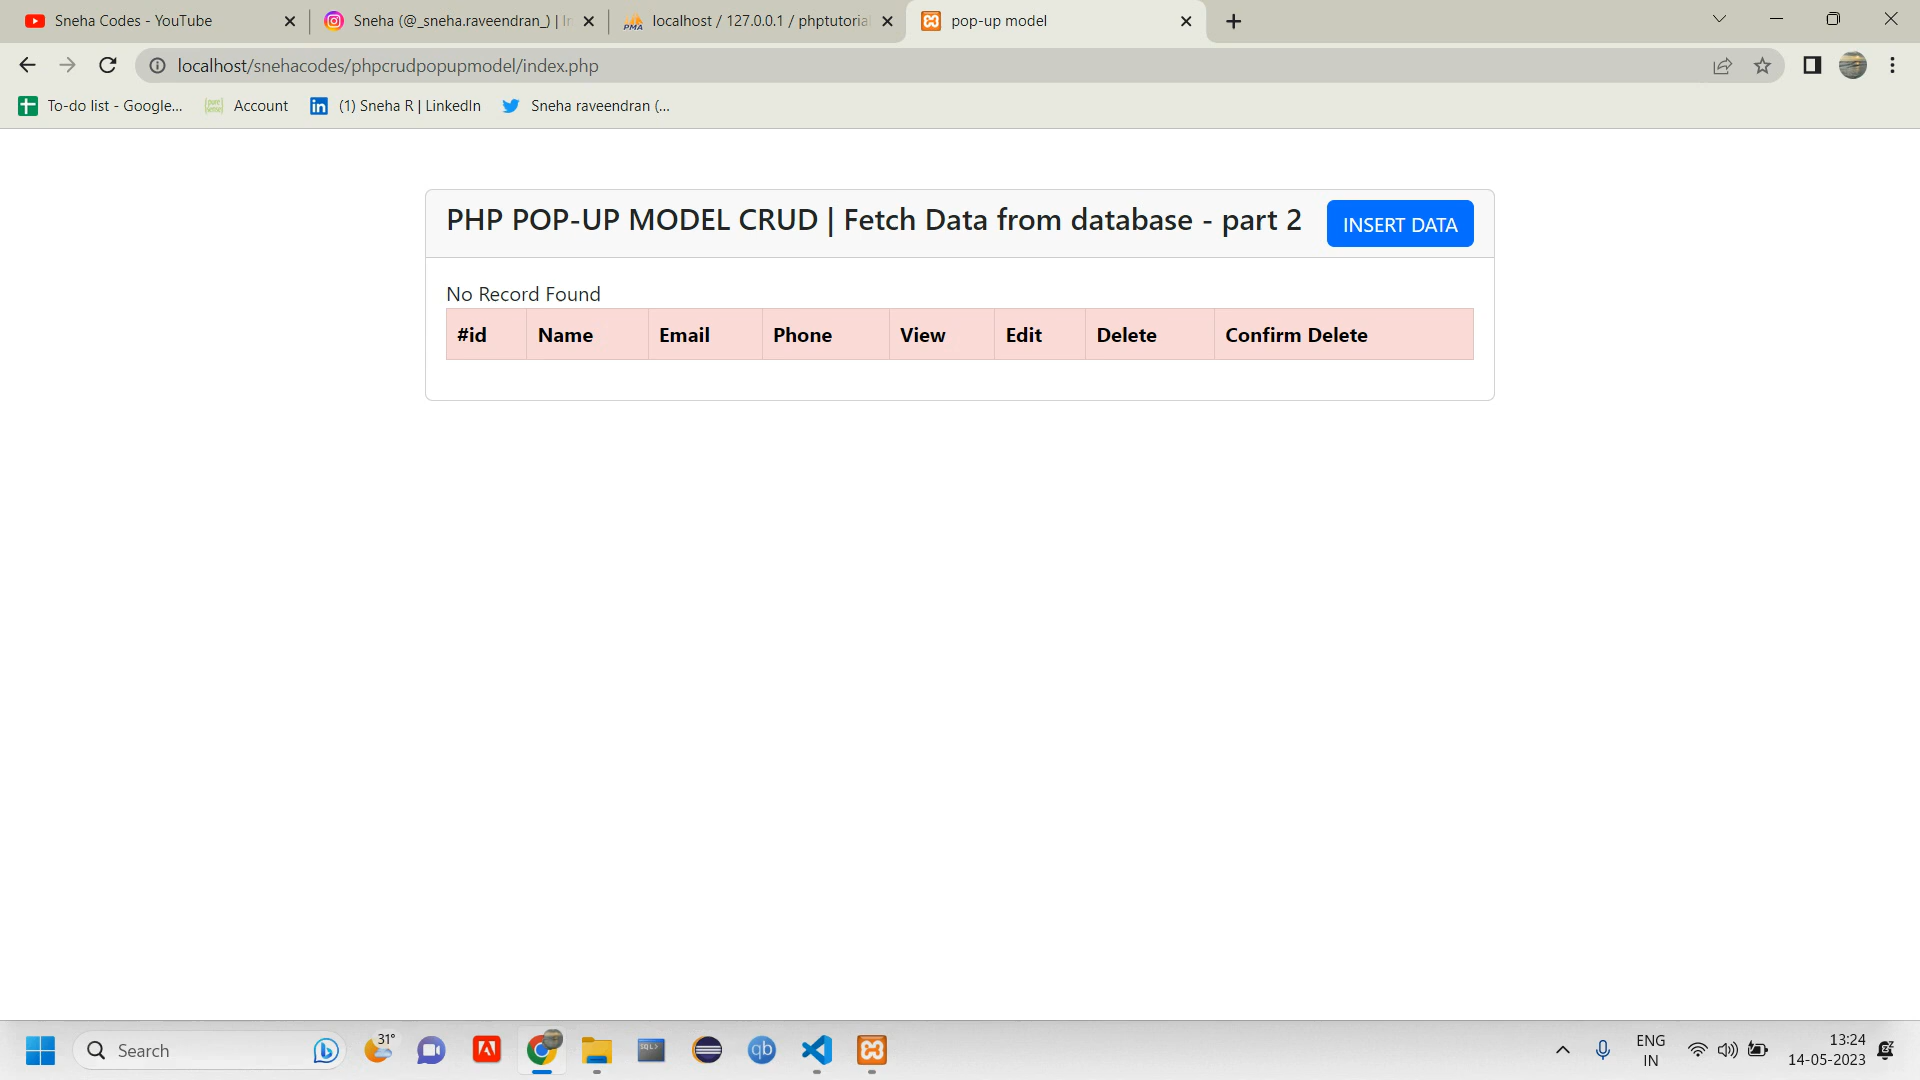 Sneha Codes - YouTube
Sneha (@_sneha.raveendran_) | In
localhost / 127.0.0.1 / phptutorial
pop-up model
localhost/snehacodes/phpcrudpopupmodel/index.php
To-do list - Google...
Account
(1) Sneha R | LinkedIn
Sneha raveendran (...
PHP POP-UP MODEL CRUD | Fetch Data from database - part 2
INSERT DATA
No Record Found
#id Name Email Phone View Edit Delete Confirm Delete
Search
31°
SQL>
qb
ENG
IN
13:24
14-05-2023